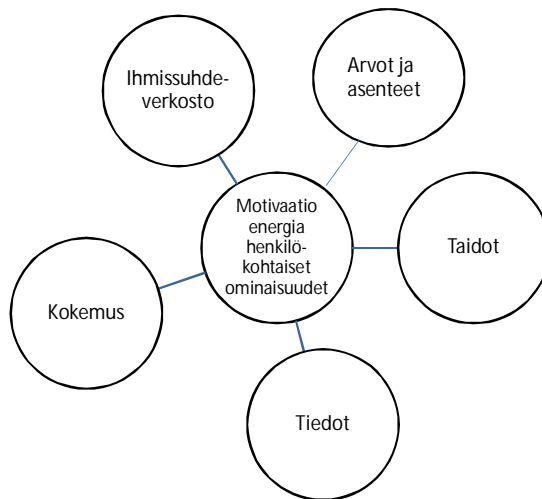 Ihmissuhde-
verkosto
Arvot ja
asenteet
Motivaatio
energia
henkilö-
kohtaiset
ominaisuudet
Taidot
Kokemus
Tiedot